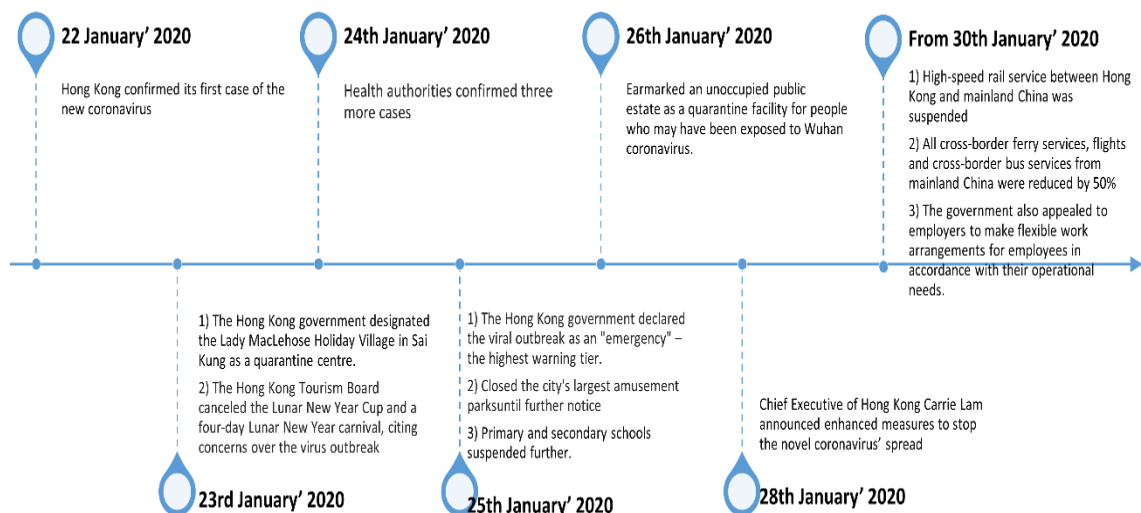 22 January’ 2020
Hong Kong confirmed its first case of the
new coronavirus
23rd January’ 2020
1) The Hong Kong government designated
the Lady MacLehose Holiday Village in Sai
Kung as a quarantine centre.
2) The Hong Kong Tourism Board
canceled the Lunar New Year Cup and a
four-day Lunar New Year carnival, citing
concerns over the virus outbreak
24th January’ 2020
Health authorities confirmed three
more cases
25th January’ 2020
1) The Hong Kong government declared
the viral outbreak as an "emergency" –
the highest warning tier.
2) Closed the city's largest amusement
parksuntil further notice
3) Primary and secondary schools
suspended further.
26th January’ 2020
Earmarked an unoccupied public
estate as a quarantine facility for people
who may have been exposed to Wuhan
coronavirus.
28th January’ 2020
Chief Executive of Hong Kong Carrie Lam
announced enhanced measures to stop
the novel coronavirus’ spread
From 30th January’ 2020
1) High-speed rail service between Hong
Kong and mainland China was
suspended
2) All cross-border ferry services, flights
and cross-border bus services from
mainland China were reduced by 50%
3) The government also appealed to
employers to make flexible work
arrangements for employees in
accordance with their operational
needs.